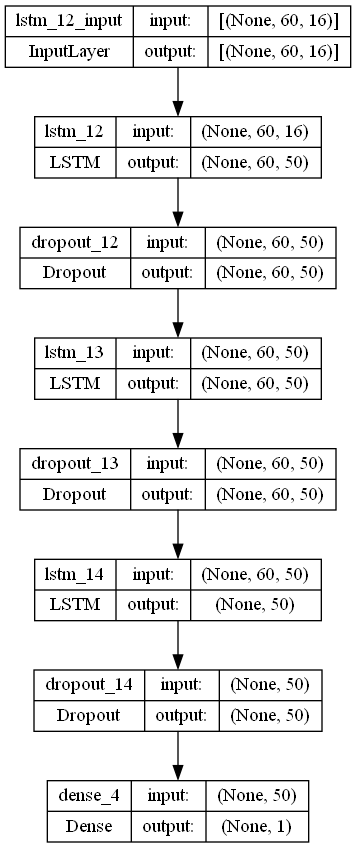 lstm_12_input input: [(None, 60, 16)]
InputLayer output: [(None, 60, 16)]
lstm_12 input: (None, 60, 16)
LSTM output: (None, 60, 50)
dropout_12 input: (None, 60, 50)
Dropout output: (None, 60, 50)
lstm_13 input: (None, 60, 50)
LSTM output: (None, 60, 50)
dropout_13 input: (None, 60, 50)
Dropout output: (None, 60, 50)
lstm_14 input: (None, 60, 50)
LSTM output: (None, 50)
dropout_14 input: (None, 50)
Dropout output: (None, 50)
dense_4 input: (None, 50)
Dense output: (None, 1)